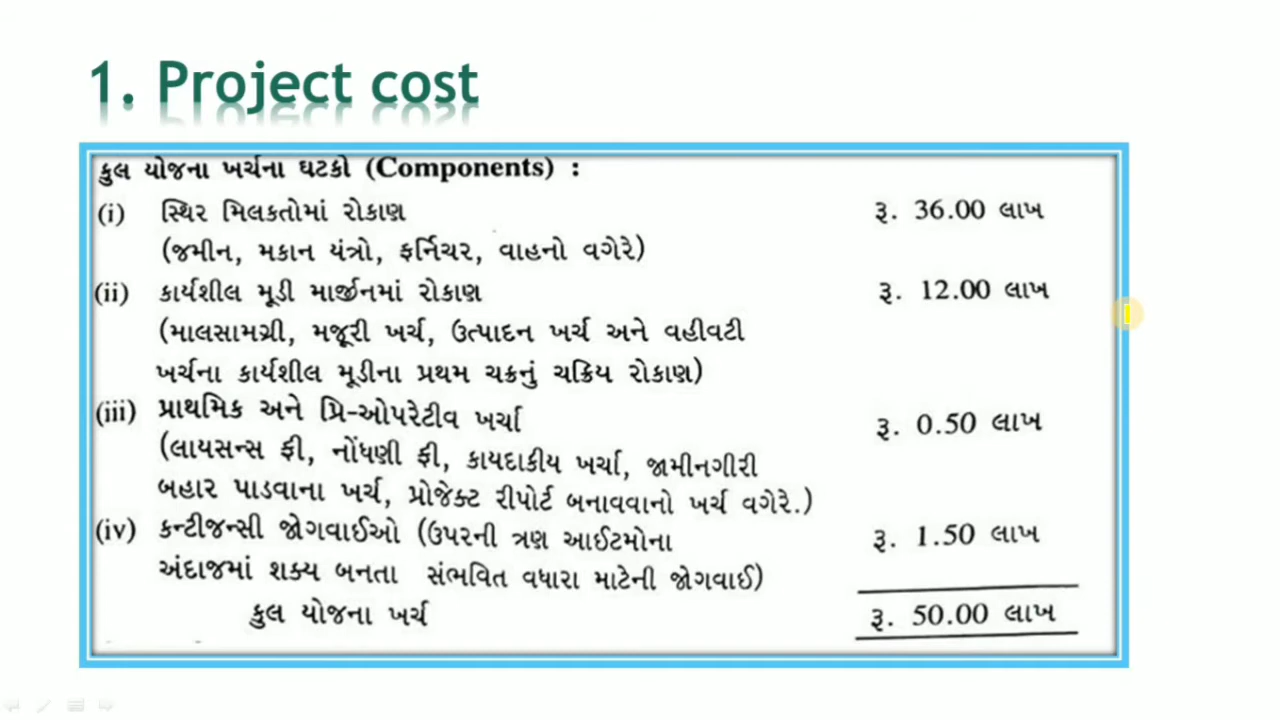 1. Project cost
કુલ યોજના ખર્ચના ઘટકો (Components) :
(i) સ્થિર મિલકતોમાં રોકાણ રૂ. 36.00 લાખ
(જમીન, મકાન યંત્રો, ફર્નિચર, વાહનો વગેરે)
(ii) કાર્યશીલ મૂડી માર્જીનમાં રોકાણ રૂ. 12.00 લાખ
(માલસામગ્રી, મજૂરી ખર્ચ, ઉત્પાદન ખર્ચ અને વહીવટી
ખર્ચના કાર્યશીલ મૂડીના પ્રથમ ચક્રનું ચક્રિય રોકાણ)
(iii) પ્રાથમિક અને પ્રિ-ઓપરેટીવ ખર્ચા રૂ. 0.50 લાખ
(લાયસન્સ ફી, નોંધણી ફી, કાયદાકીય ખર્ચા, જામીનગીરી
બહાર પાડવાના ખર્ચ, પ્રોજેક્ટ રીપોર્ટ બનાવવાનો ખર્ચ વગેરે.)
(iv) કન્ટીજન્સી જોગવાઈઓ (ઉપરની ત્રણ આઈટમોના રૂ. 1.50 લાખ
અંદાજમાં શક્ય બનતા સંભવિત વધારા માટેની જોગવાઈ)
કુલ યોજના ખર્ચ રૂ. 50.00 લાખ